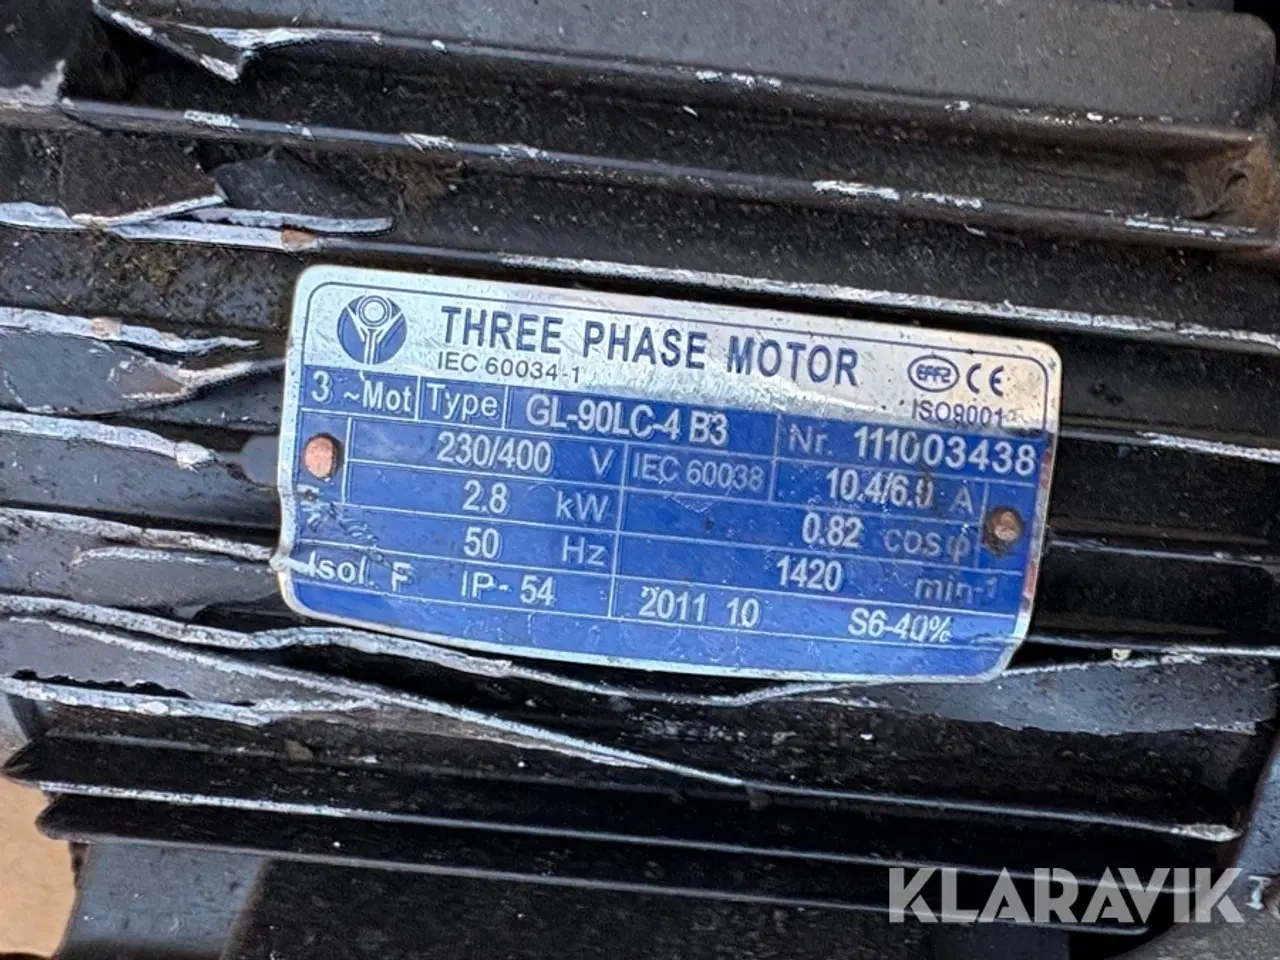 THREE PHASE MOTOR
IEC 60034-1
CE
ISO9001
3 ~Mot Type GL-90LC-4 B3 Nr. 111003438
230/400 V IEC 60038 10.4/6.0 A
2.8 kW 0.82 cosφ
50 Hz 1420 min-1
Isol. F IP-54 2011 10 S6-40%
KLARAVIK